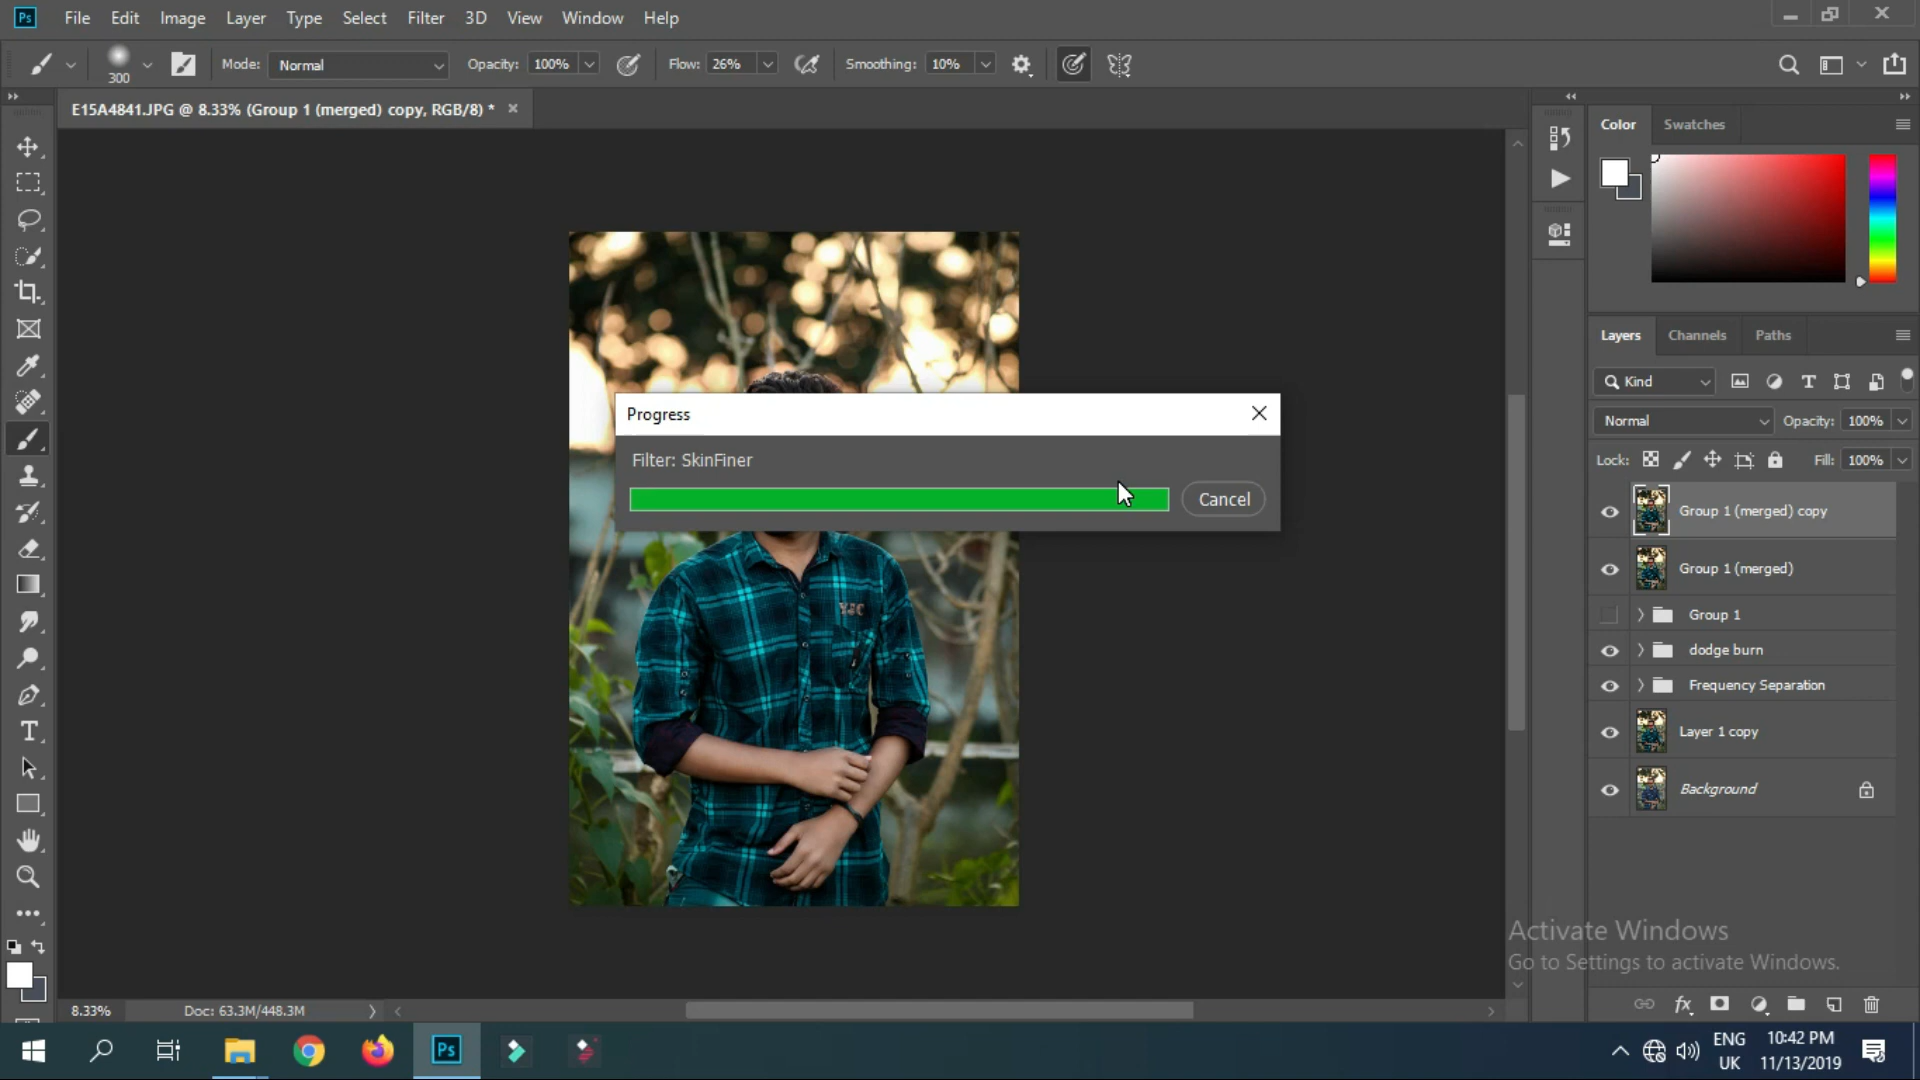 Ps File Edit Image Layer Type Select Filter 3D View Window Help
300 Mode: Normal Opacity: 100% Flow: 26% Smoothing: 10%
E15A4841.JPG @ 8.33% (Group 1 (merged) copy, RGB/8) * ×
Color Swatches
Progress
Filter: SkinFiner
Cancel
YJC
Layers Channels Paths
Kind
Normal Opacity: 100%
Lock: Fill: 100%
Group 1 (merged) copy
Group 1 (merged)
Group 1
dodge burn
Frequency Separation
Layer 1 copy
Background
Activate Windows
Go to Settings to activate Windows.
8.33% Doc: 63.3M/448.3M
Ps
ENG
UK
10:42 PM
11/13/2019